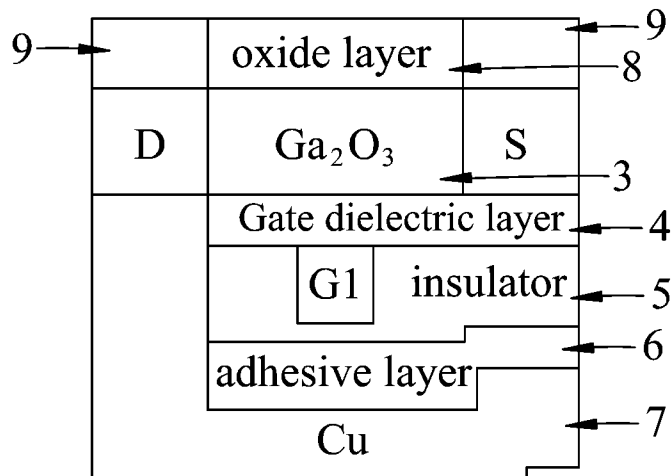 9
9
oxide layer
8
D
Ga₂O₃
S
3
Gate dielectric layer
4
G1
insulator
5
6
adhesive layer
7
Cu